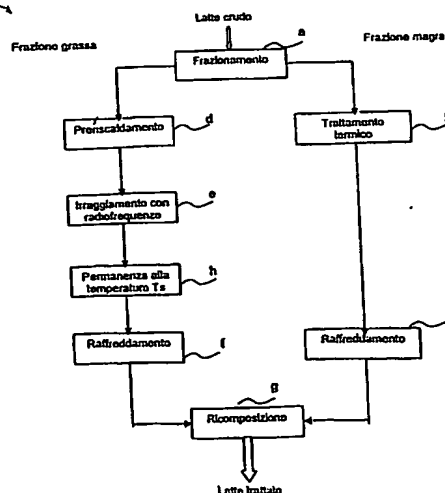 Latte crudo
a
Frazione grassa
Frazionamento
Frazione magra
d
Preriscaldamento
Trattamento
termico
e
Irraggiamento con
radiofrequenze
h
Permanenza alla
temperatura Ts
Raffreddamento
f
Raffreddamento
g
Ricomposizione
Latte trattato